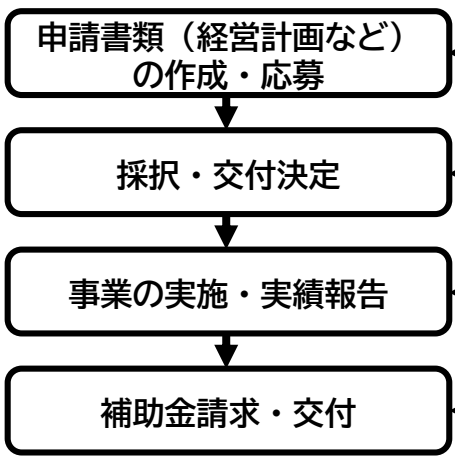 申請書類（経営計画など）
の作成・応募
採択・交付決定
事業の実施・実績報告
補助金請求・交付